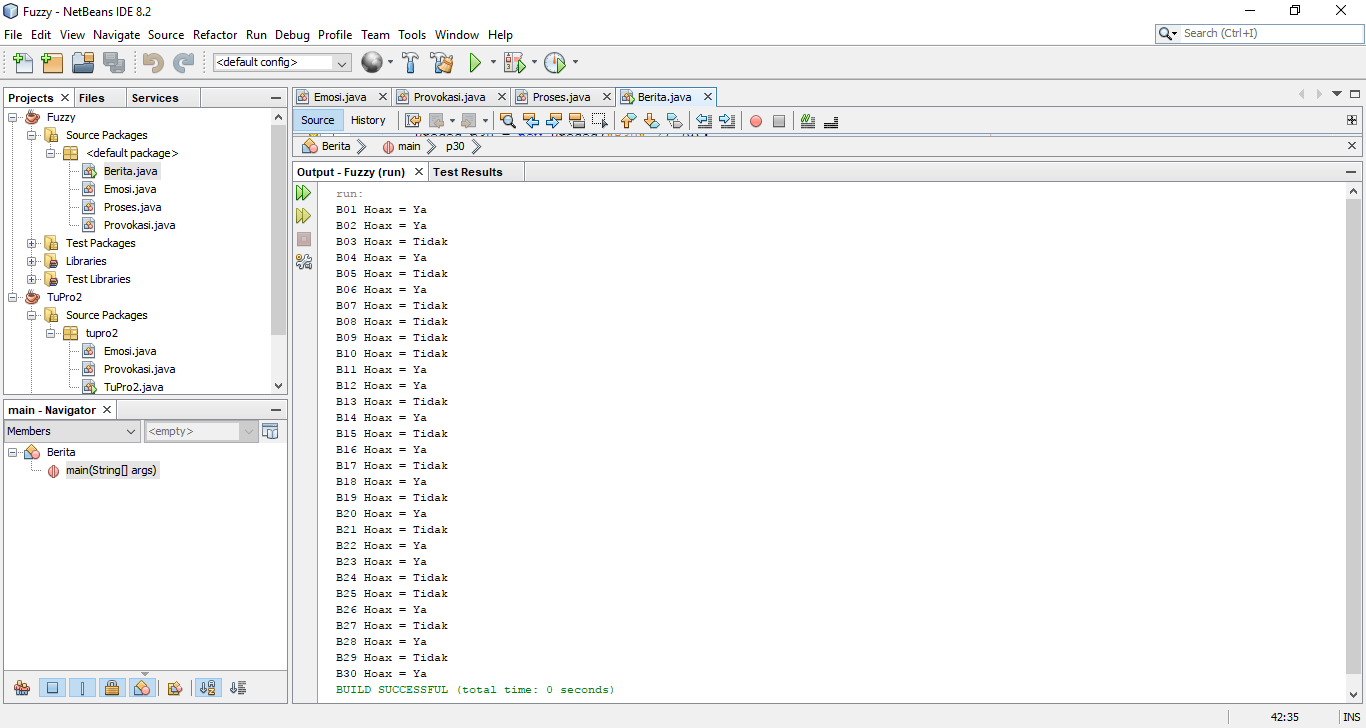 Fuzzy - NetBeans IDE 8.2
File Edit View Navigate Source Refactor Run Debug Profile Team Tools Window Help
Search (Ctrl+I)
<default config>
Projects Files Services
Fuzzy
Source Packages
<default package>
Berita.java
Emosi.java
Proses.java
Provokasi.java
Test Packages
Libraries
Test Libraries
TuPro2
Source Packages
tupro2
Emosi.java
Provokasi.java
TuPro2.java
main - Navigator
Members <empty>
Berita
main(String[] args)
Emosi.java Provokasi.java Proses.java Berita.java
Source History
Berita main p30
Output - Fuzzy (run) Test Results
run:
B01 Hoax = Ya
B02 Hoax = Ya
B03 Hoax = Tidak
B04 Hoax = Ya
B05 Hoax = Tidak
B06 Hoax = Ya
B07 Hoax = Tidak
B08 Hoax = Tidak
B09 Hoax = Tidak
B10 Hoax = Tidak
B11 Hoax = Ya
B12 Hoax = Ya
B13 Hoax = Tidak
B14 Hoax = Ya
B15 Hoax = Tidak
B16 Hoax = Ya
B17 Hoax = Tidak
B18 Hoax = Ya
B19 Hoax = Tidak
B20 Hoax = Ya
B21 Hoax = Tidak
B22 Hoax = Ya
B23 Hoax = Ya
B24 Hoax = Tidak
B25 Hoax = Tidak
B26 Hoax = Ya
B27 Hoax = Tidak
B28 Hoax = Ya
B29 Hoax = Tidak
B30 Hoax = Ya
BUILD SUCCESSFUL (total time: 0 seconds)
42:35 INS